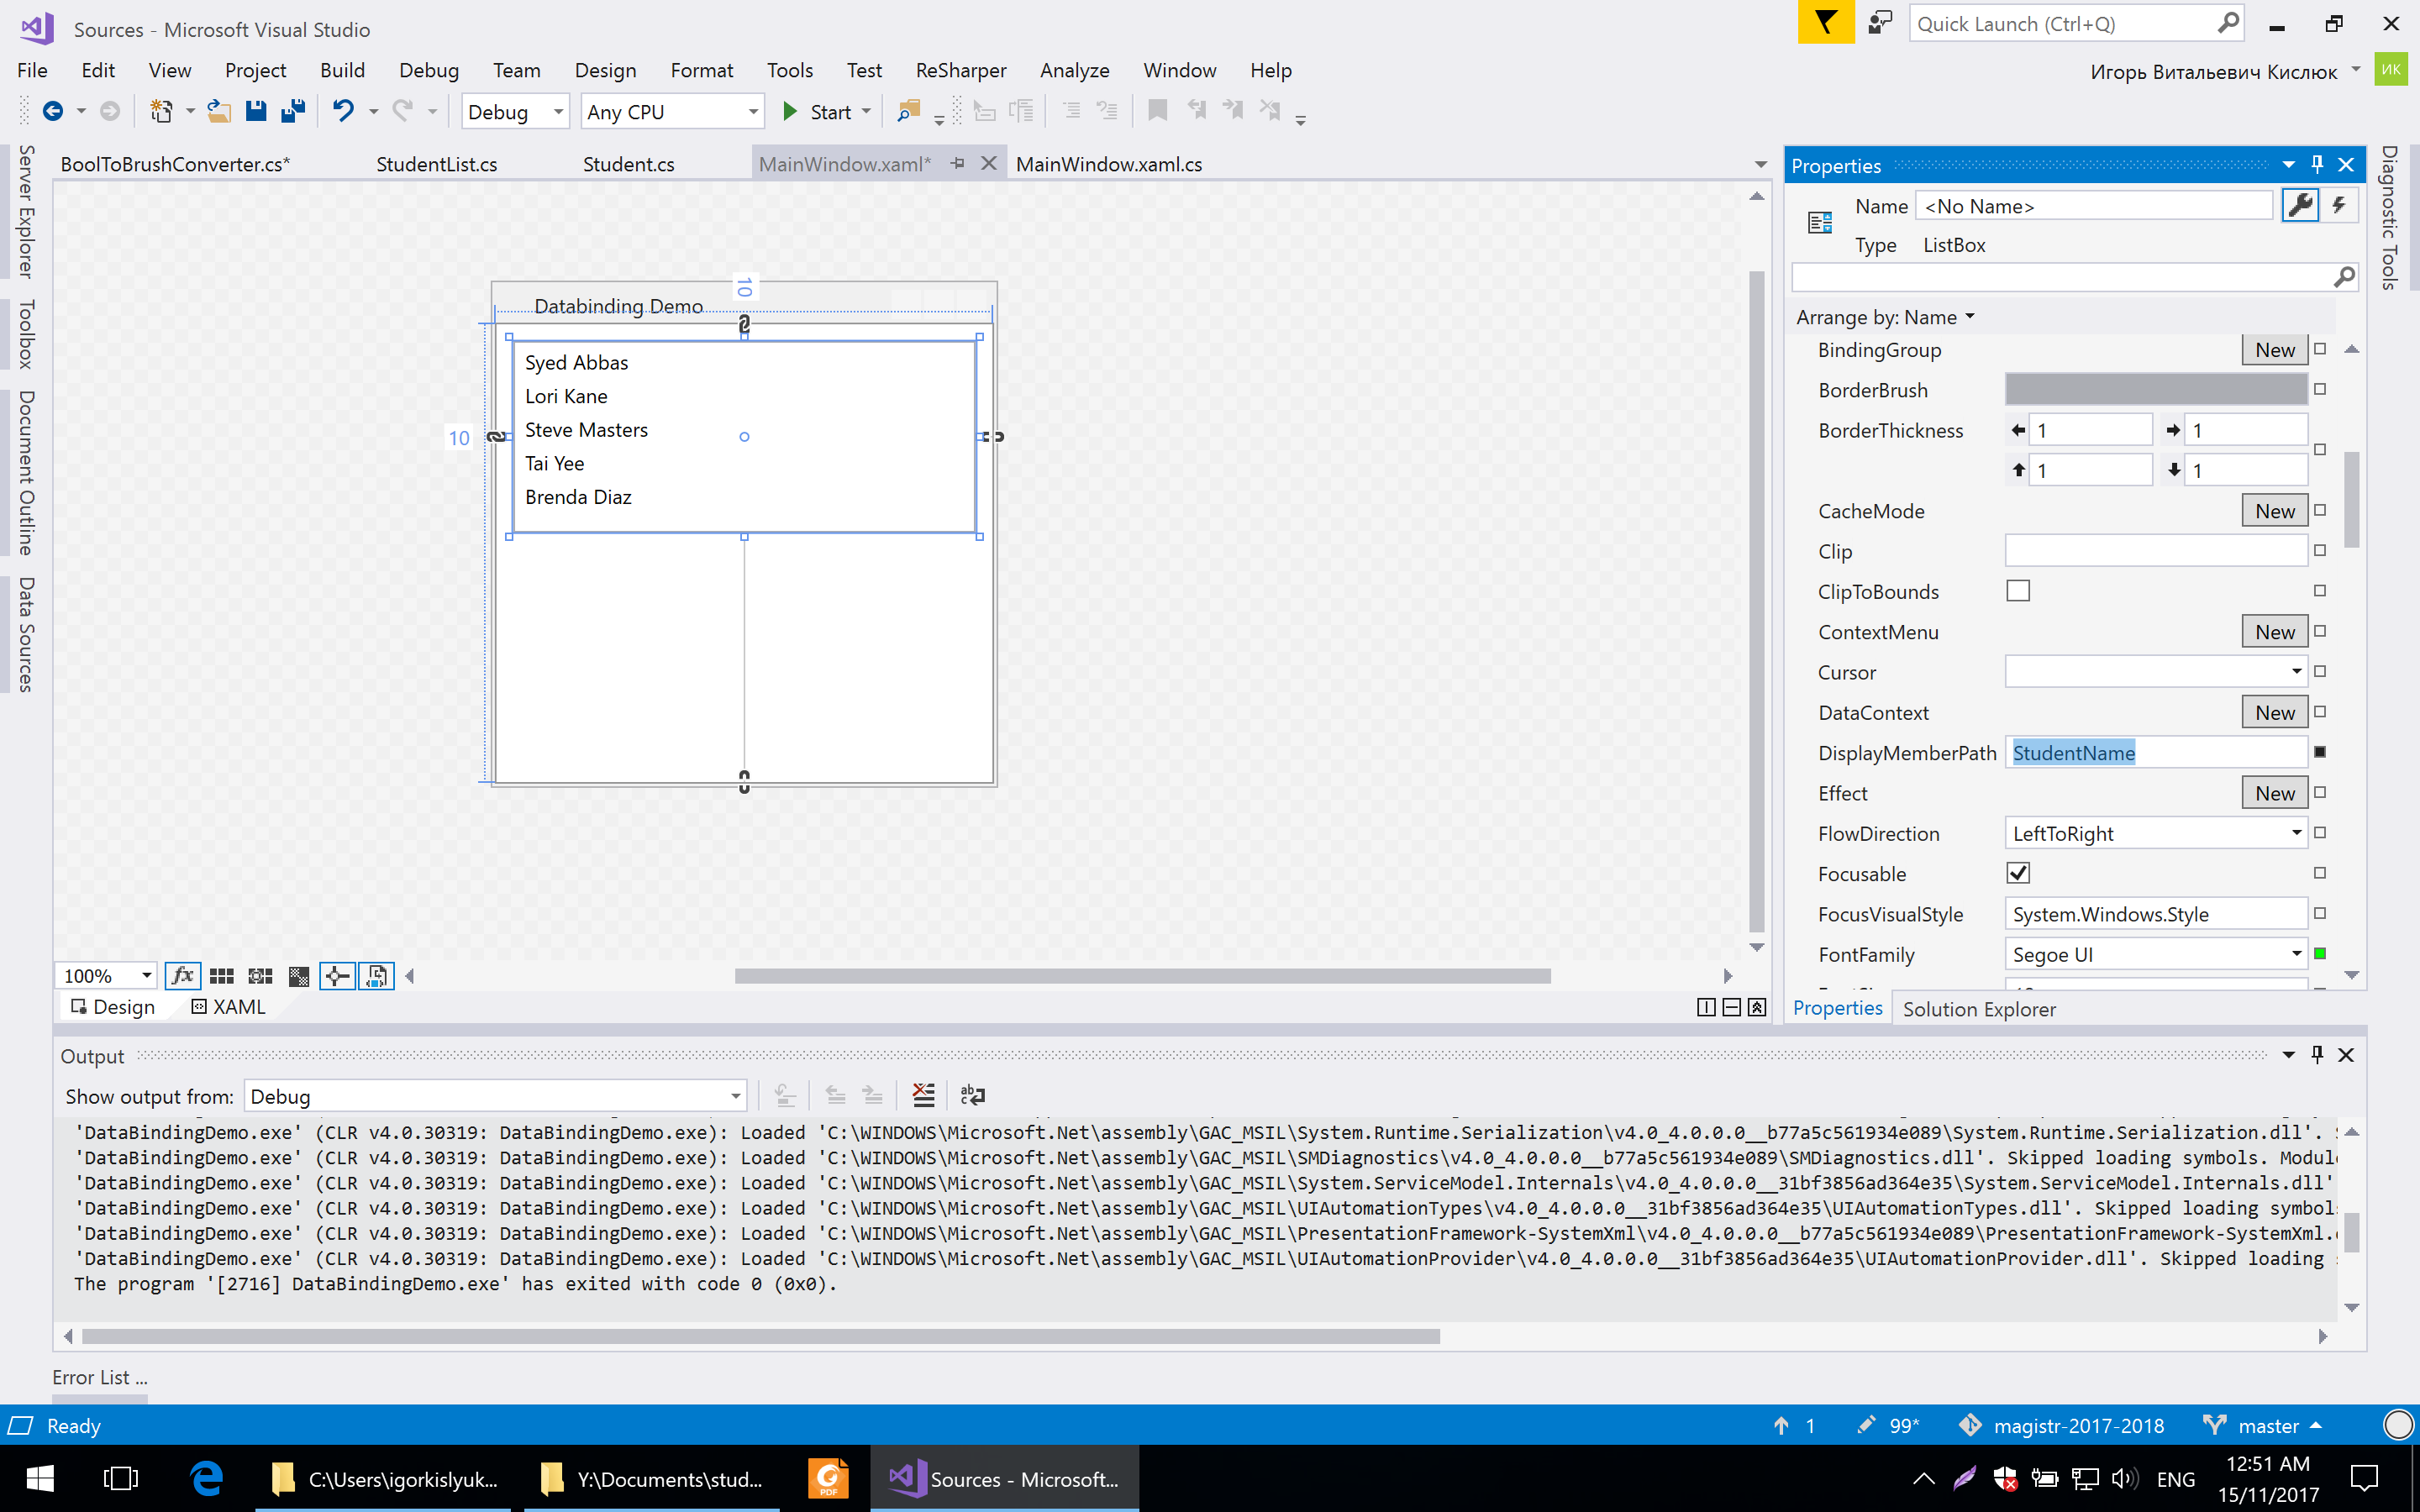 Sources - Microsoft Visual Studio
Quick Launch (Ctrl+Q)
File Edit View Project Build Debug Team Design Format Tools Test ReSharper Analyze Window Help
Игорь Витальевич Кислюк
ИК
Debug Any CPU Start
BoolToBrushConverter.cs* StudentList.cs Student.cs MainWindow.xaml* MainWindow.xaml.cs
Server Explorer
Toolbox
Document Outline
Data Sources
10
Databinding Demo
Syed Abbas
Lori Kane
Steve Masters
Tai Yee
Brenda Diaz
10
100%
Design XAML
Properties
Name <No Name>
Type ListBox
Arrange by: Name
BindingGroup New
BorderBrush
BorderThickness 1 1
1 1
CacheMode New
Clip
ClipToBounds
ContextMenu New
Cursor
DataContext New
DisplayMemberPath StudentName
Effect New
FlowDirection LeftToRight
Focusable
FocusVisualStyle System.Windows.Style
FontFamily Segoe UI
Properties Solution Explorer
Diagnostic Tools
Output
Show output from: Debug
'DataBindingDemo.exe' (CLR v4.0.30319: DataBindingDemo.exe): Loaded 'C:\WINDOWS\Microsoft.Net\assembly\GAC_MSIL\System.Runtime.Serialization\v4.0_4.0.0.0__b77a5c561934e089\System.Runtime.Serialization.dll'.
'DataBindingDemo.exe' (CLR v4.0.30319: DataBindingDemo.exe): Loaded 'C:\WINDOWS\Microsoft.Net\assembly\GAC_MSIL\SMDiagnostics\v4.0_4.0.0.0__b77a5c561934e089\SMDiagnostics.dll'. Skipped loading symbols. Modul
'DataBindingDemo.exe' (CLR v4.0.30319: DataBindingDemo.exe): Loaded 'C:\WINDOWS\Microsoft.Net\assembly\GAC_MSIL\System.ServiceModel.Internals\v4.0_4.0.0.0__31bf3856ad364e35\System.ServiceModel.Internals.dll'
'DataBindingDemo.exe' (CLR v4.0.30319: DataBindingDemo.exe): Loaded 'C:\WINDOWS\Microsoft.Net\assembly\GAC_MSIL\UIAutomationTypes\v4.0_4.0.0.0__31bf3856ad364e35\UIAutomationTypes.dll'. Skipped loading symbol
'DataBindingDemo.exe' (CLR v4.0.30319: DataBindingDemo.exe): Loaded 'C:\WINDOWS\Microsoft.Net\assembly\GAC_MSIL\PresentationFramework-SystemXml\v4.0_4.0.0.0__b77a5c561934e089\PresentationFramework-SystemXml.
'DataBindingDemo.exe' (CLR v4.0.30319: DataBindingDemo.exe): Loaded 'C:\WINDOWS\Microsoft.Net\assembly\GAC_MSIL\UIAutomationProvider\v4.0_4.0.0.0__31bf3856ad364e35\UIAutomationProvider.dll'. Skipped loading
The program '[2716] DataBindingDemo.exe' has exited with code 0 (0x0).
Error List ...
Ready 1 99* magistr-2017-2018 master
C:\Users\igorkislyuk... Y:\Documents\stud... PDF Sources - Microsoft... ENG 12:51 AM
15/11/2017